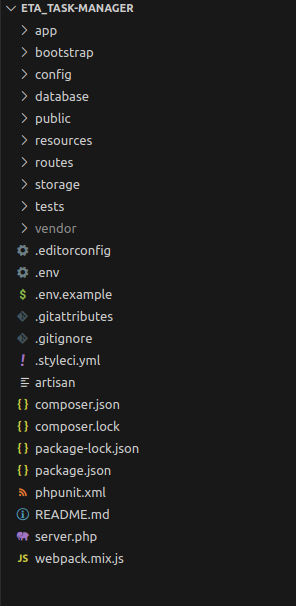 ETA_TASK-MANAGER
app
bootstrap
config
database
public
resources
routes
storage
tests
vendor
.editorconfig
.env
$ .env.example
.gitattributes
.gitignore
! .styleci.yml
artisan
{} composer.json
{} composer.lock
{} package-lock.json
{} package.json
phpunit.xml
README.md
server.php
JS webpack.mix.js